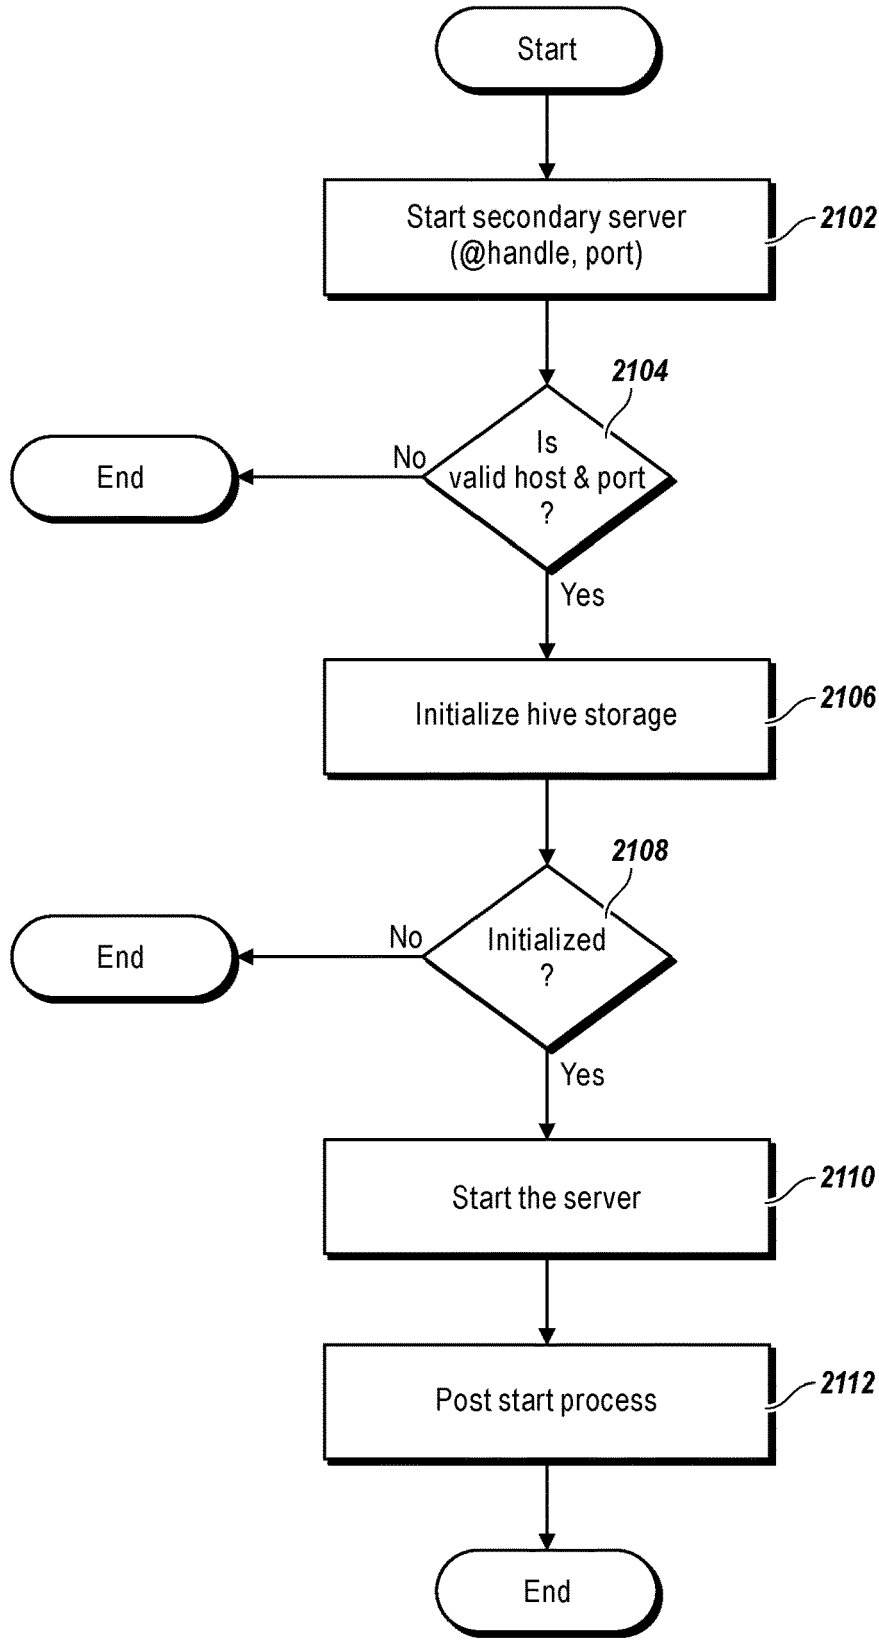 Start
Start secondary server
(@handle, port)
2102
2104
Is
valid host & port
?
No
End
Yes
Initialize hive storage
2106
2108
Initialized
?
No
End
Yes
Start the server
2110
Post start process
2112
End